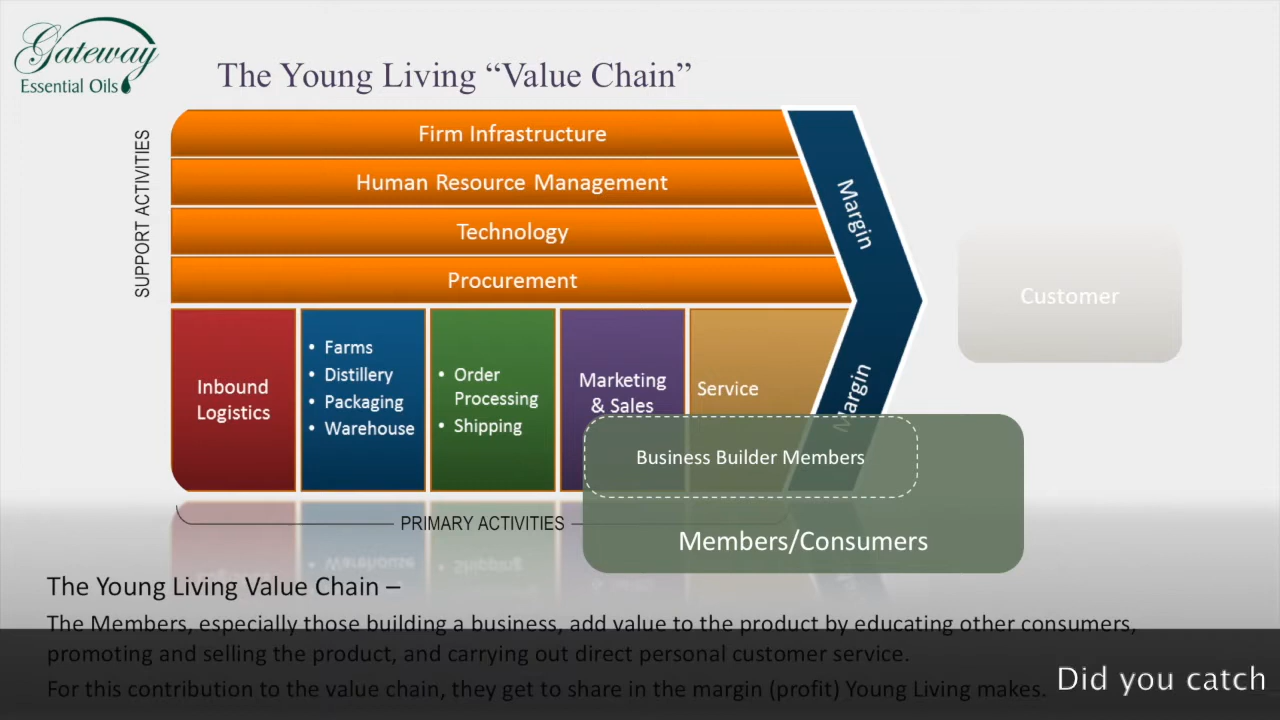 Gateway
Essential Oils
The Young Living “Value Chain”
SUPPORT ACTIVITIES
Firm Infrastructure
Human Resource Management
Technology
Procurement
Margin
Margin
Customer
Inbound
Logistics
• Farms
• Distillery
• Packaging
• Warehouse
• Order
Processing
• Shipping
Marketing
& Sales
Service
Business Builder Members
Members/Consumers
PRIMARY ACTIVITIES
The Young Living Value Chain –
The Members, especially those building a business, add value to the product by educating other consumers,
promoting and selling the product, and carrying out direct personal customer service.
For this contribution to the value chain, they get to share in the margin (profit) Young Living makes.
Did you catch